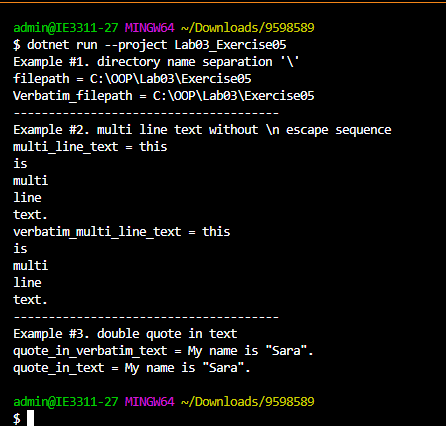 admin@IE3311-27 MINGW64 ~/Downloads/9598589
$ dotnet run --project Lab03_Exercise05
Example #1. directory name separation '\'
filepath = C:\OOP\Lab03\Exercise05
Verbatim_filepath = C:\OOP\Lab03\Exercise05
---------------------------------------
Example #2. multi line text without \n escape sequence
multi_line_text = this
is
multi
line
text.
verbatim_multi_line_text = this
is
multi
line
text.
---------------------------------------
Example #3. double quote in text
quote_in_verbatim_text = My name is "Sara".
quote_in_text = My name is "Sara".
admin@IE3311-27 MINGW64 ~/Downloads/9598589
$